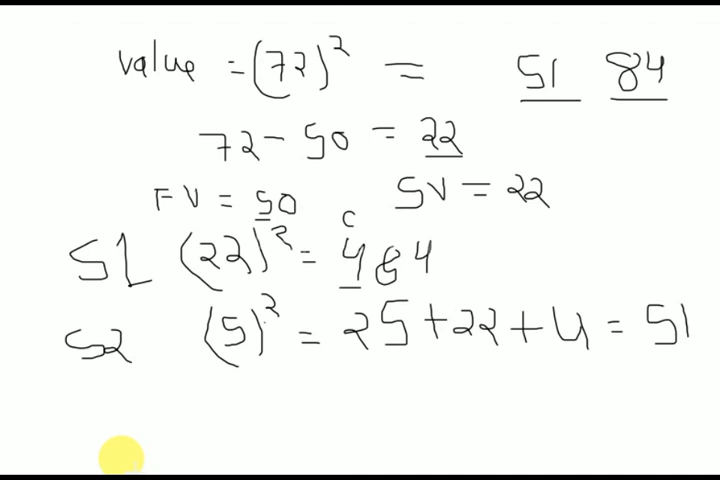 value = (72)² = 51 84
72 - 50 = 22
FV = 50 SV = 22
C
S1 (22)² = 484
S2 (5)² = 25 + 22 + 4 = 51